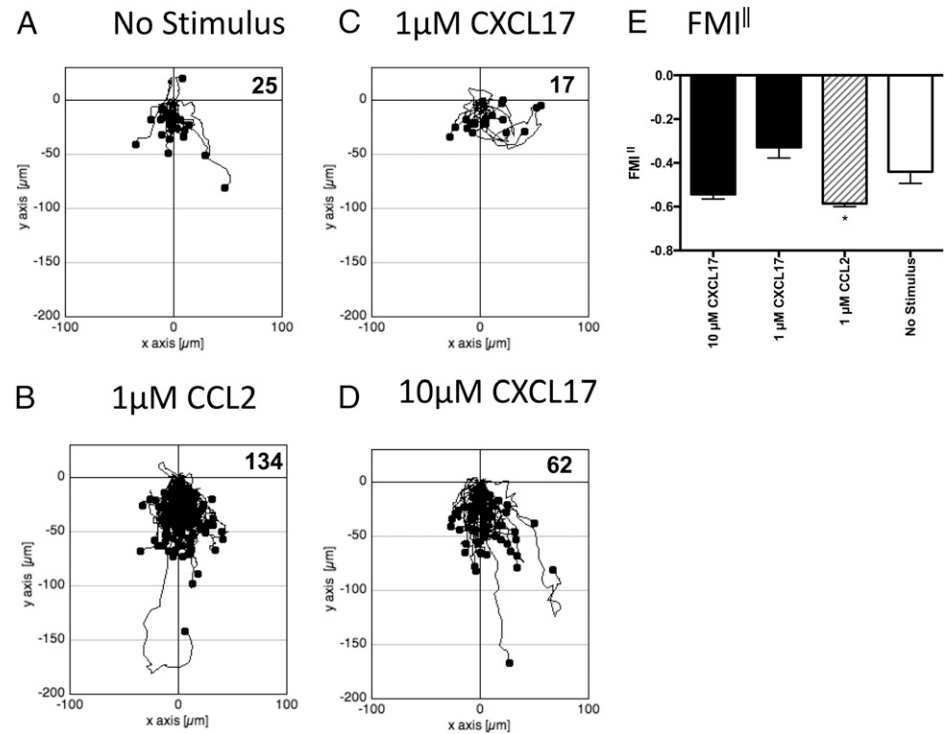 A No Stimulus
25
0
-50
-100
-150
-200
-100 0 100
x axis [µm]
y axis [µm]
C 1µM CXCL17
17
0
-50
-100
-150
-200
-100 0 100
x axis [µm]
y axis [µm]
E FMI||
0.0
-0.2
-0.4
-0.6
-0.8
FMI II
*
10 µM CXCL17
1 µM CXCL17
1 µM CCL2
No Stimulus
B 1µM CCL2
134
0
-50
-100
-150
-200
-100 0 100
x axis [µm]
y axis [µm]
D 10µM CXCL17
62
0
-50
-100
-150
-200
-100 0 100
x axis [µm]
y axis [µm]